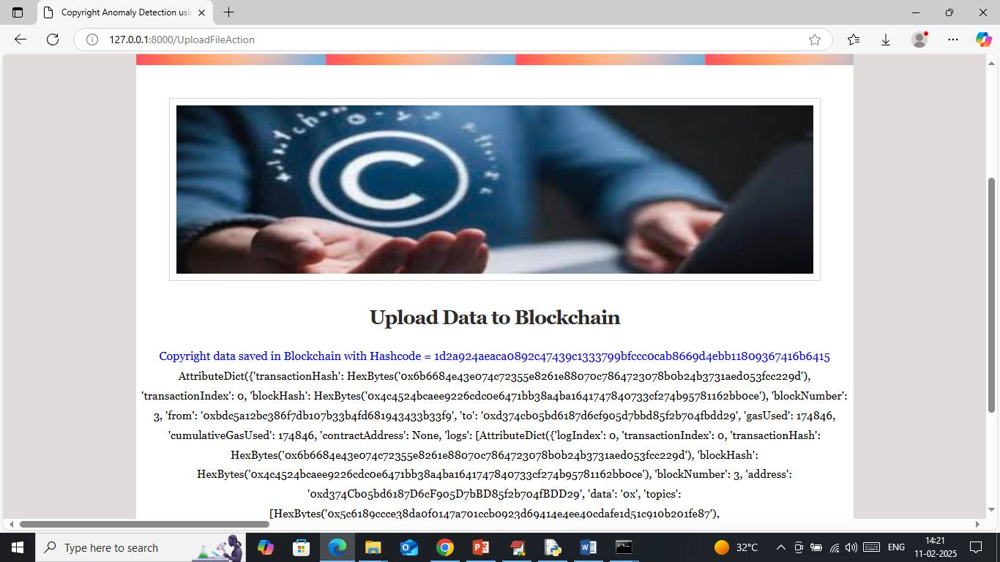 Copyright Anomaly Detection usi
127.0.0.1:8000/UploadFileAction
Upload Data to Blockchain
Copyright data saved in Blockchain with Hashcode = 1d2a924aeaca0892c47439c1333799bfccc0cab8669d4ebb11809367416b6415
AttributeDict({'transactionHash': HexBytes('0x6b6684e43e074c72355e8261e88070c7864723078b0b24b3731aed053fcc229d'),
'transactionIndex': 0, 'blockHash': HexBytes('0x4c4524bcaee9226cdc0e6471bb38a4ba1641747840733cf274b95781162bb0ce'), 'blockNumber':
3, 'from': '0xbdc5a12bc386f7db107b33b4fd681943433b33f9', 'to': '0xd374cb05bd6187d6cf905d7bbd85f2b704fbdd29', 'gasUsed': 174846,
'cumulativeGasUsed': 174846, 'contractAddress': None, 'logs': [AttributeDict({'logIndex': 0, 'transactionIndex': 0, 'transactionHash':
HexBytes('0x6b6684e43e074c72355e8261e88070c7864723078b0b24b3731aed053fcc229d'), 'blockHash':
HexBytes('0x4c4524bcaee9226cdc0e6471bb38a4ba1641747840733cf274b95781162bb0ce'), 'blockNumber': 3, 'address':
'0xd374Cb05bd6187D6cF905D7bBD85f2b704fBDD29', 'data': '0x', 'topics':
[HexBytes('0x5c6189ccce38da0f0147a701ccb0923d69414e4ee40cdafe1d51c910b201fe87'),
Type here to search
32°C
ENG
14:21
11-02-2025